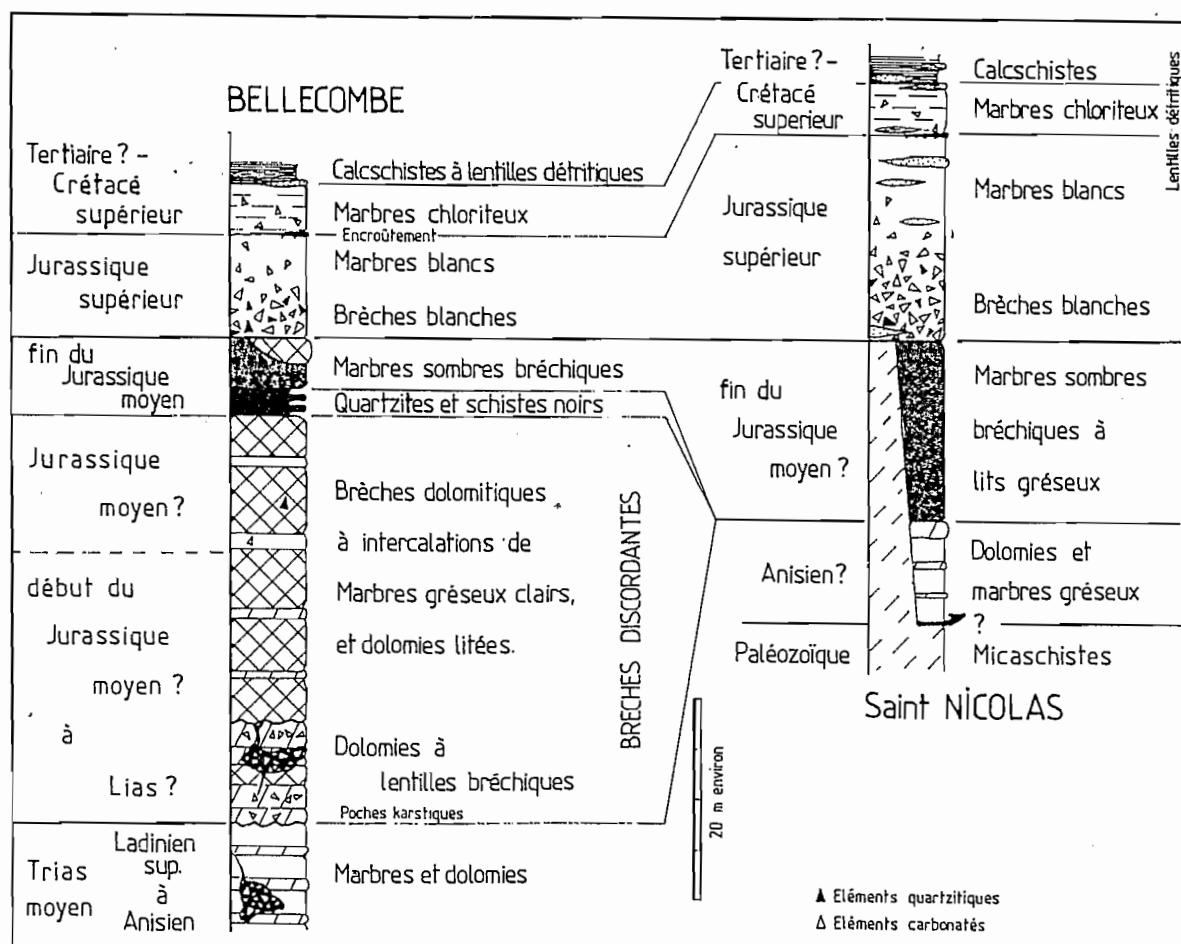 BELLECOMBE
Tertiaire ? -
Crétacé
supérieur
Jurassique
supérieur
fin du
Jurassique
moyen
Jurassique
moyen ?
début du
Jurassique
moyen ?
à
Lias ?
Trias
moyen
Ladinien
sup.
à
Anisien
Calcschistes à lentilles détritiques
Marbres chloriteux
Encroûtement
Marbres blancs
Brèches blanches
Marbres sombres bréchiques
Quartzites et schistes noirs
Brèches dolomitiques
à intercalations de
Marbres gréseux clairs,
et dolomies litées.
Dolomies à
lentilles bréchiques
Poches karstiques
Marbres et dolomies
BRECHES DISCORDANTES
20 m environ
Tertiaire ? -
Crétacé
superieur
Jurassique
supérieur
fin du
Jurassique
moyen ?
Anisien ?
Paléozoïque
Calcschistes
Marbres chloriteux
Lentilles détritiques
Marbres blancs
Brèches blanches
Marbres sombres
bréchiques à
lits gréseux
Dolomies et
marbres gréseux
?
Micaschistes
Saint NICOLAS
Eléments quartzitiques
Eléments carbonatés